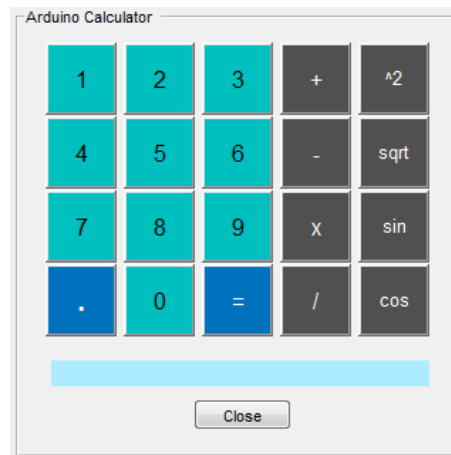 Arduino Calculator
1 2 3 + ^2
4 5 6 - sqrt
7 8 9 x sin
. 0 = / cos
Close